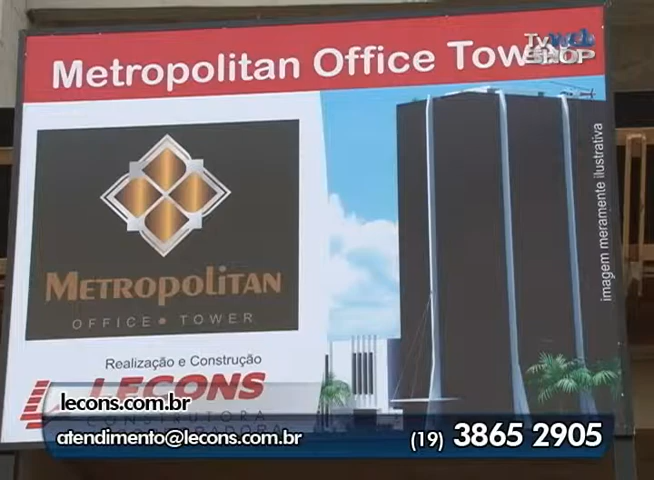 Metropolitan Office Tower
Tv web
SHOP
METROPOLITAN
OFFICE • TOWER
imagem meramente ilustrativa
Realização e Construção
LECONS
CONSTRUTORA
lecons.com.br
atendimento@lecons.com.br
(19) 3865 2905